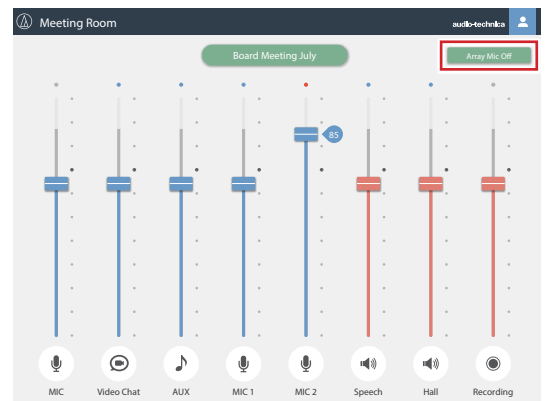 Meeting Room
audio-technica
Board Meeting July
Array Mic Off
85
MIC
Video Chat
AUX
MIC 1
MIC 2
Speech
Hall
Recording